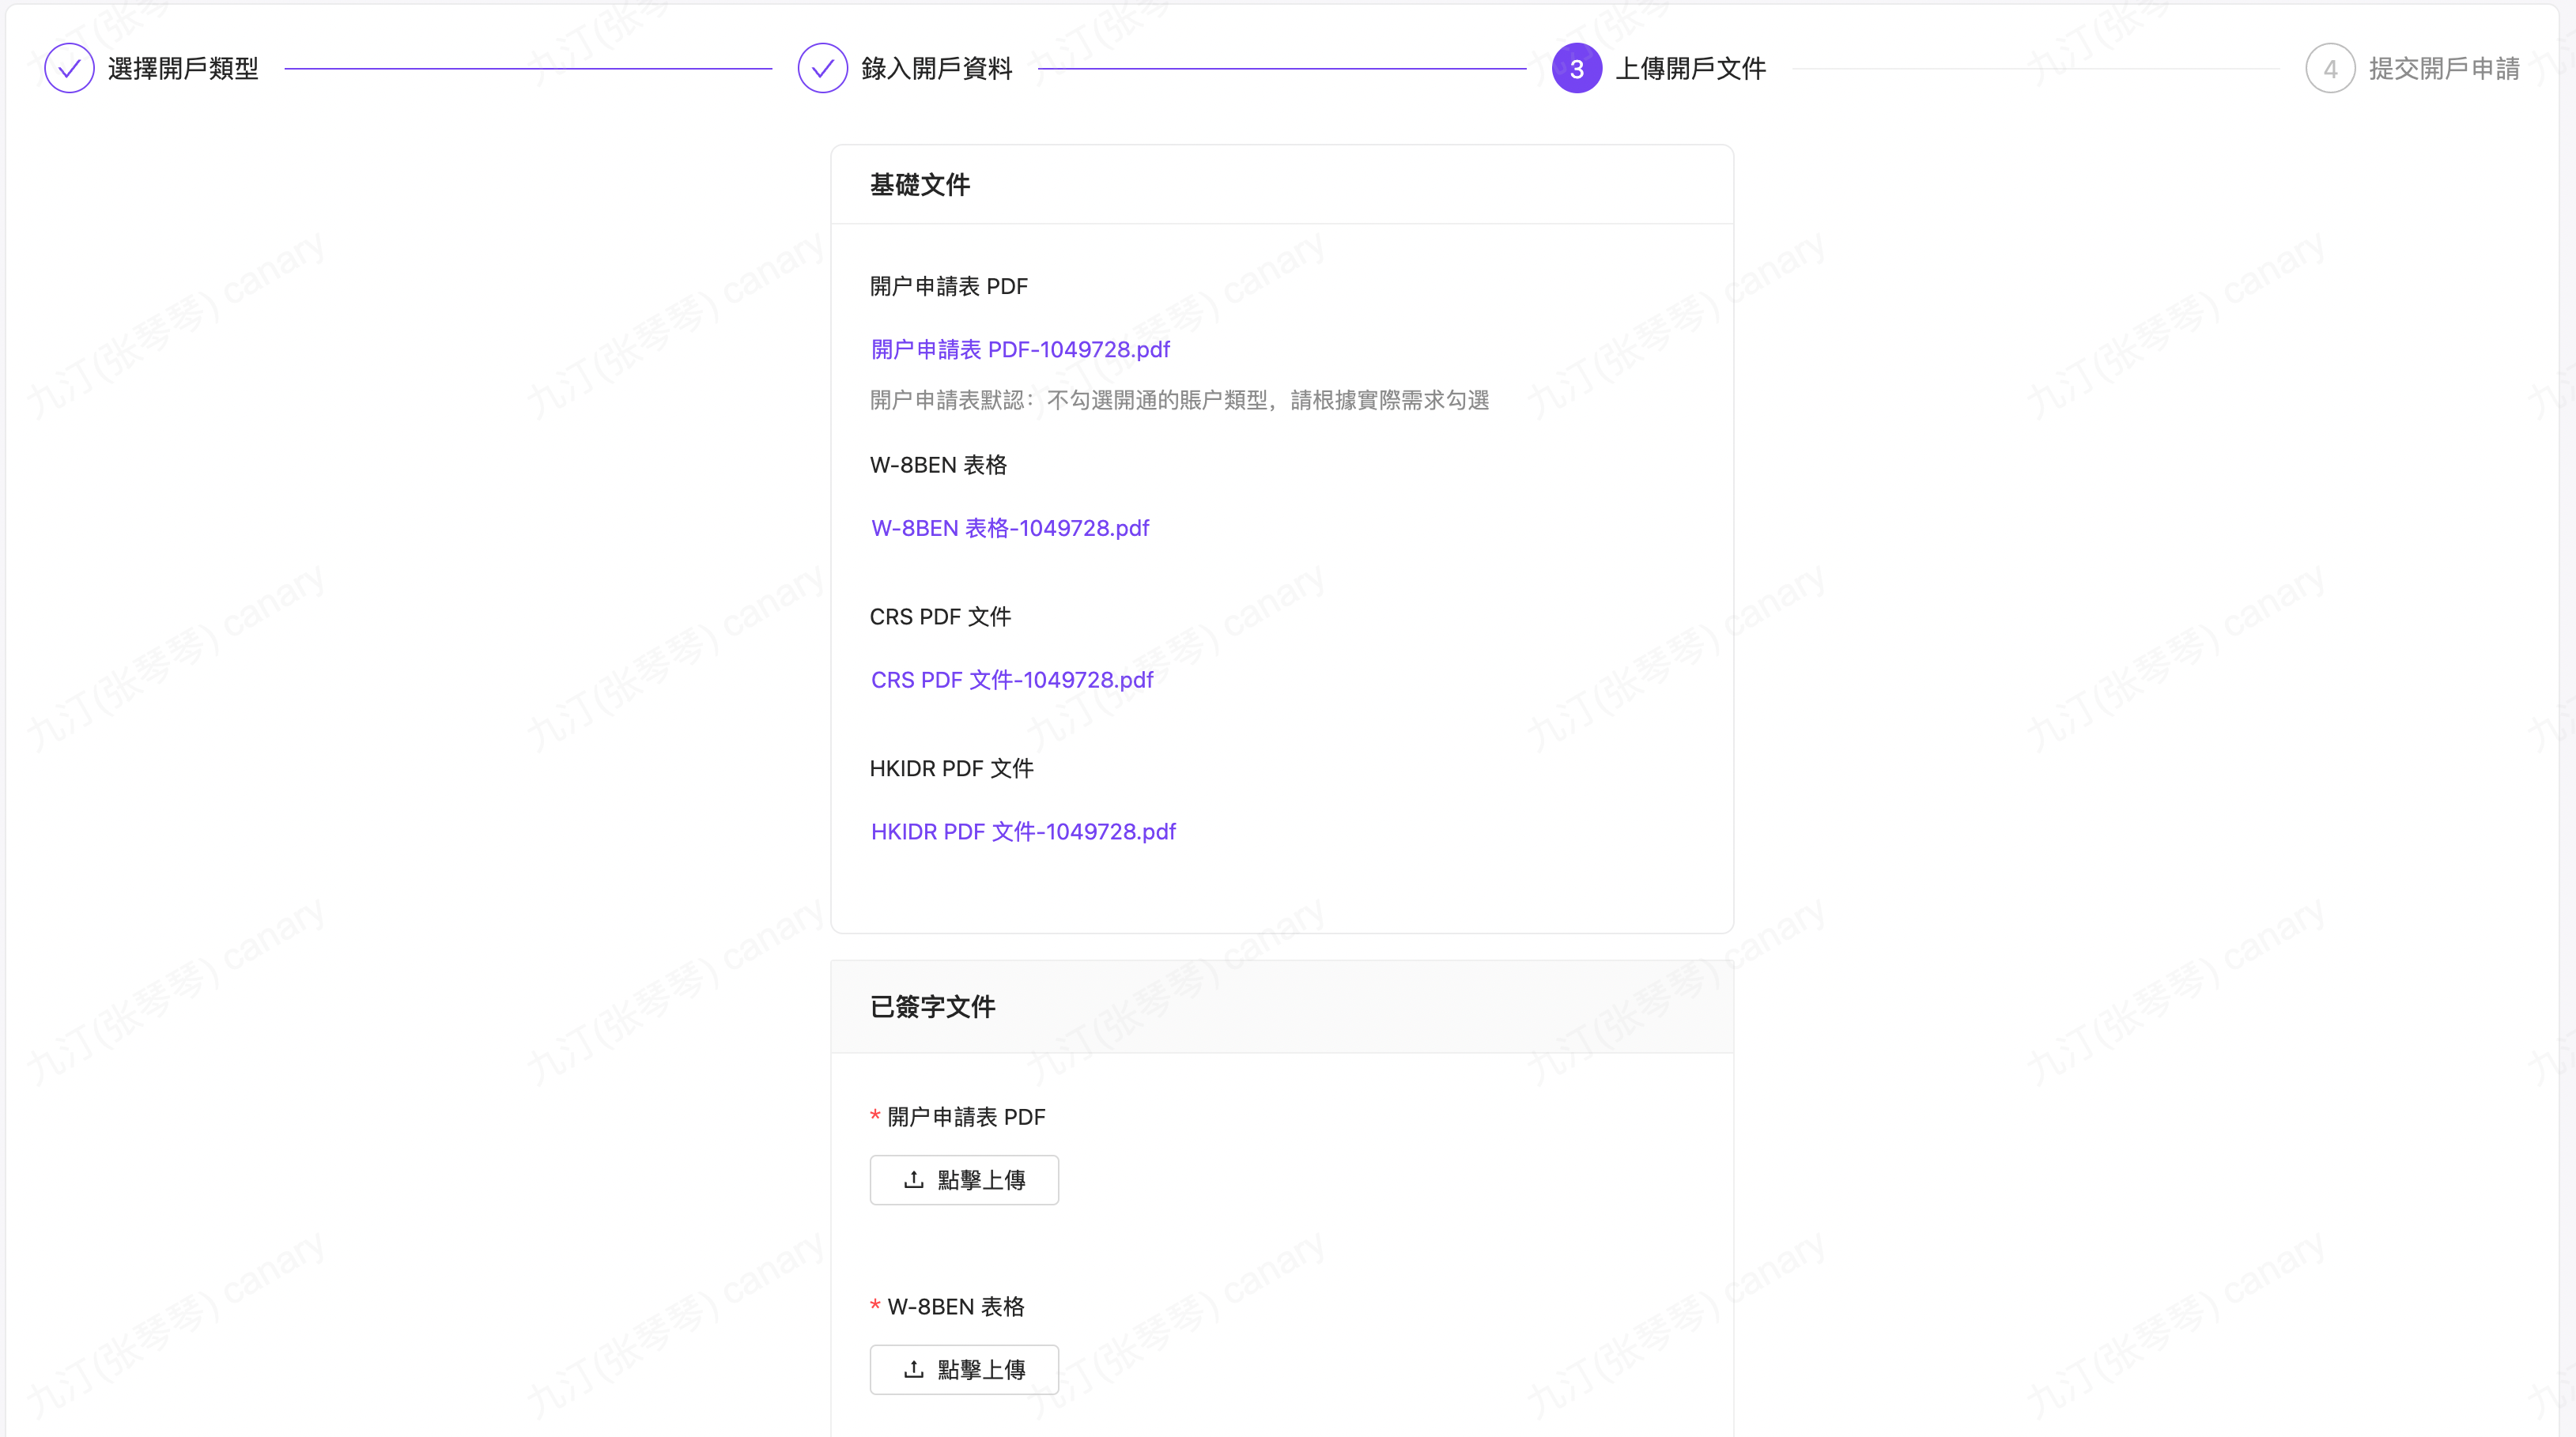 選擇開戶類型
錄入開戶資料
3 上傳開戶文件
4 提交開戶申請
基礎文件
開户申請表 PDF
開户申請表 PDF-1049728.pdf
開户申請表默認：不勾選開通的賬户類型，請根據實際需求勾選
W-8BEN 表格
W-8BEN 表格-1049728.pdf
CRS PDF 文件
CRS PDF 文件-1049728.pdf
HKIDR PDF 文件
HKIDR PDF 文件-1049728.pdf
已簽字文件
* 開户申請表 PDF
點擊上傳
* W-8BEN 表格
點擊上傳
九汀(张琴琴) canary